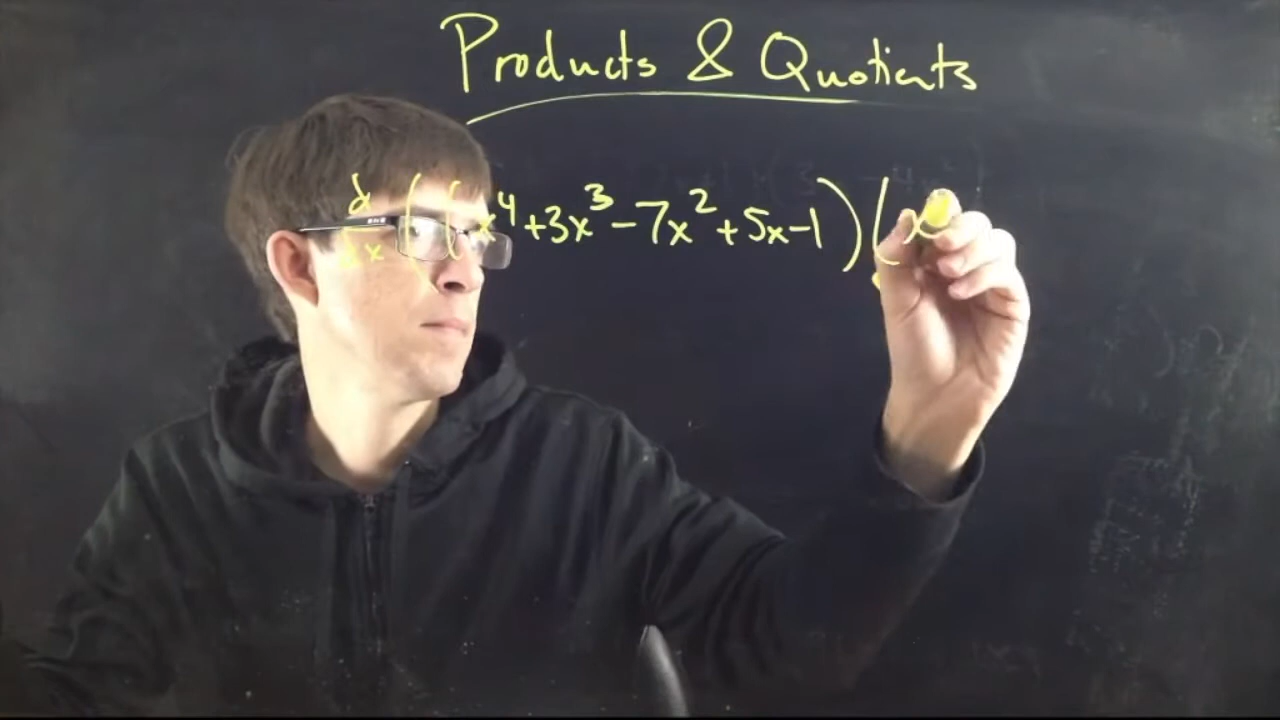 Products & Quotients
d/dx ((x⁴+3x³-7x²+5x-1)(x